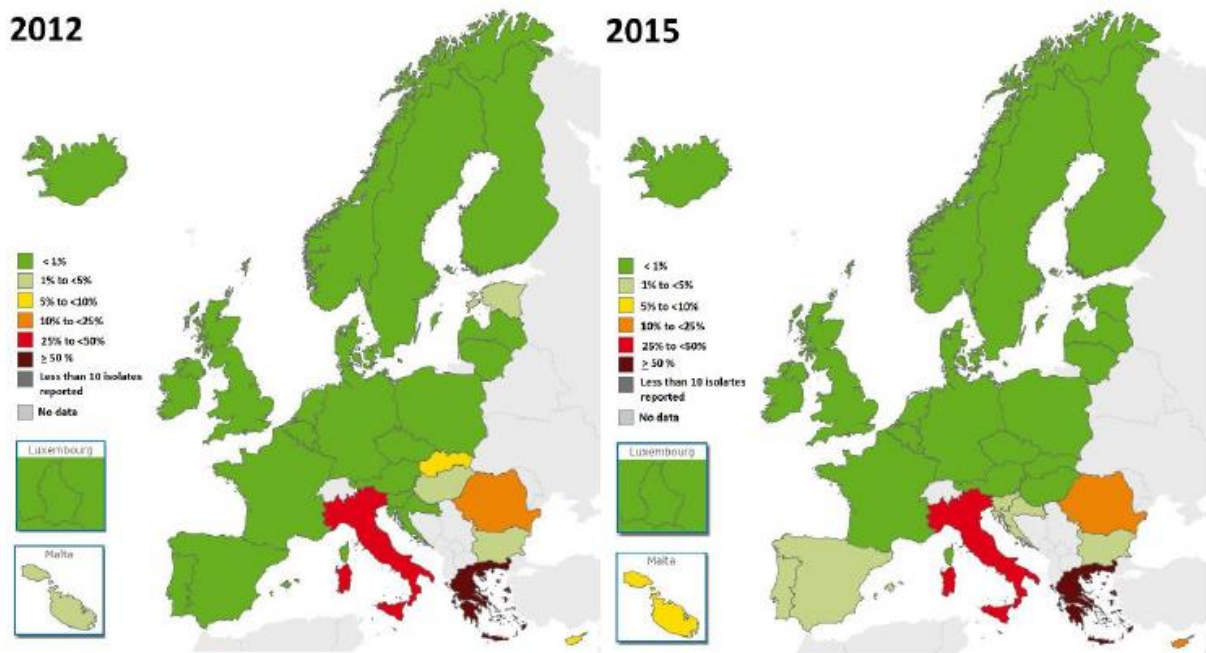 2012
< 1%
1% to <5%
5% to <10%
10% to <25%
25% to <50%
≥ 50 %
Less than 10 isolates
reported
No data
Luxembourg
Malta
2015
< 1%
1% to <5%
5% to <10%
10% to <25%
25% to <50%
≥ 50 %
Less than 10 isolates
reported
No data
Luxembourg
Malta